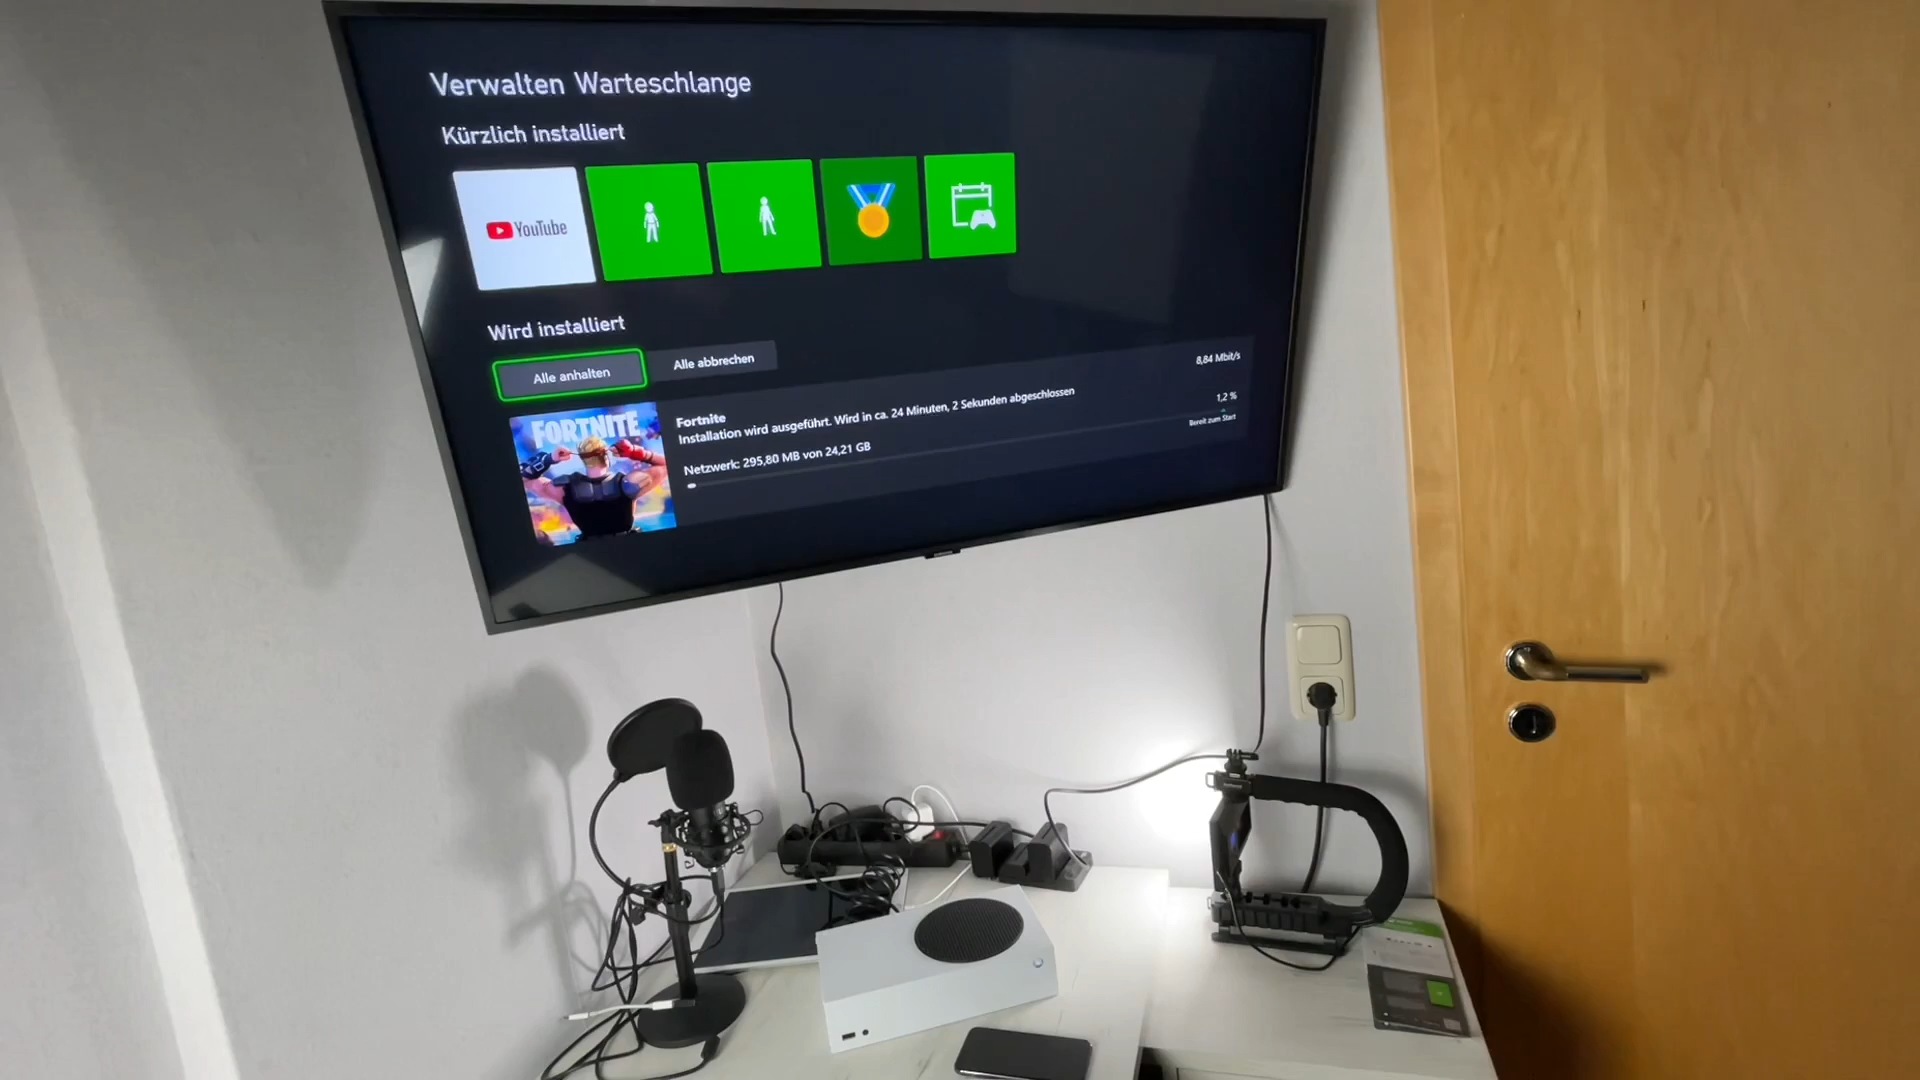 Verwalten Warteschlange
Kürzlich installiert
YouTube
Wird installiert
Alle anhalten
Alle abbrechen
8,84 Mbit/s
FORTNITE
Fortnite
Installation wird ausgeführt. Wird in ca. 24 Minuten, 2 Sekunden abgeschlossen
1,2 %
Bereit zum Start
Netzwerk: 295,80 MB von 24,21 GB